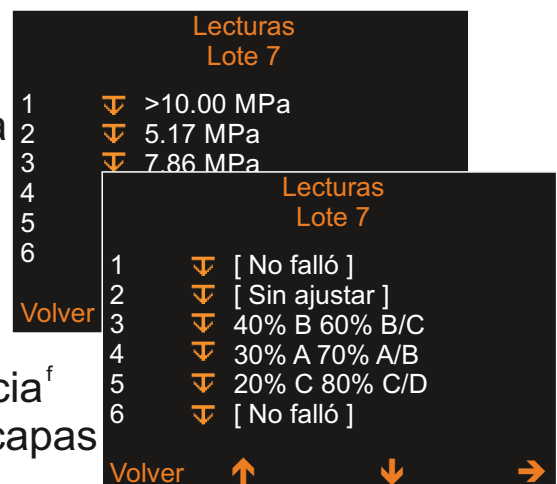 Lecturas
Lote 7
1 >10.00 MPa
2 5.17 MPa
3 7.86 MPa
4
5
6
Volver
a
cia f
capas
Lecturas
Lote 7
1 [ No falló ]
2 [ Sin ajustar ]
3 40% B 60% B/C
4 30% A 70% A/B
5 20% C 80% C/D
6 [ No falló ]
Volver